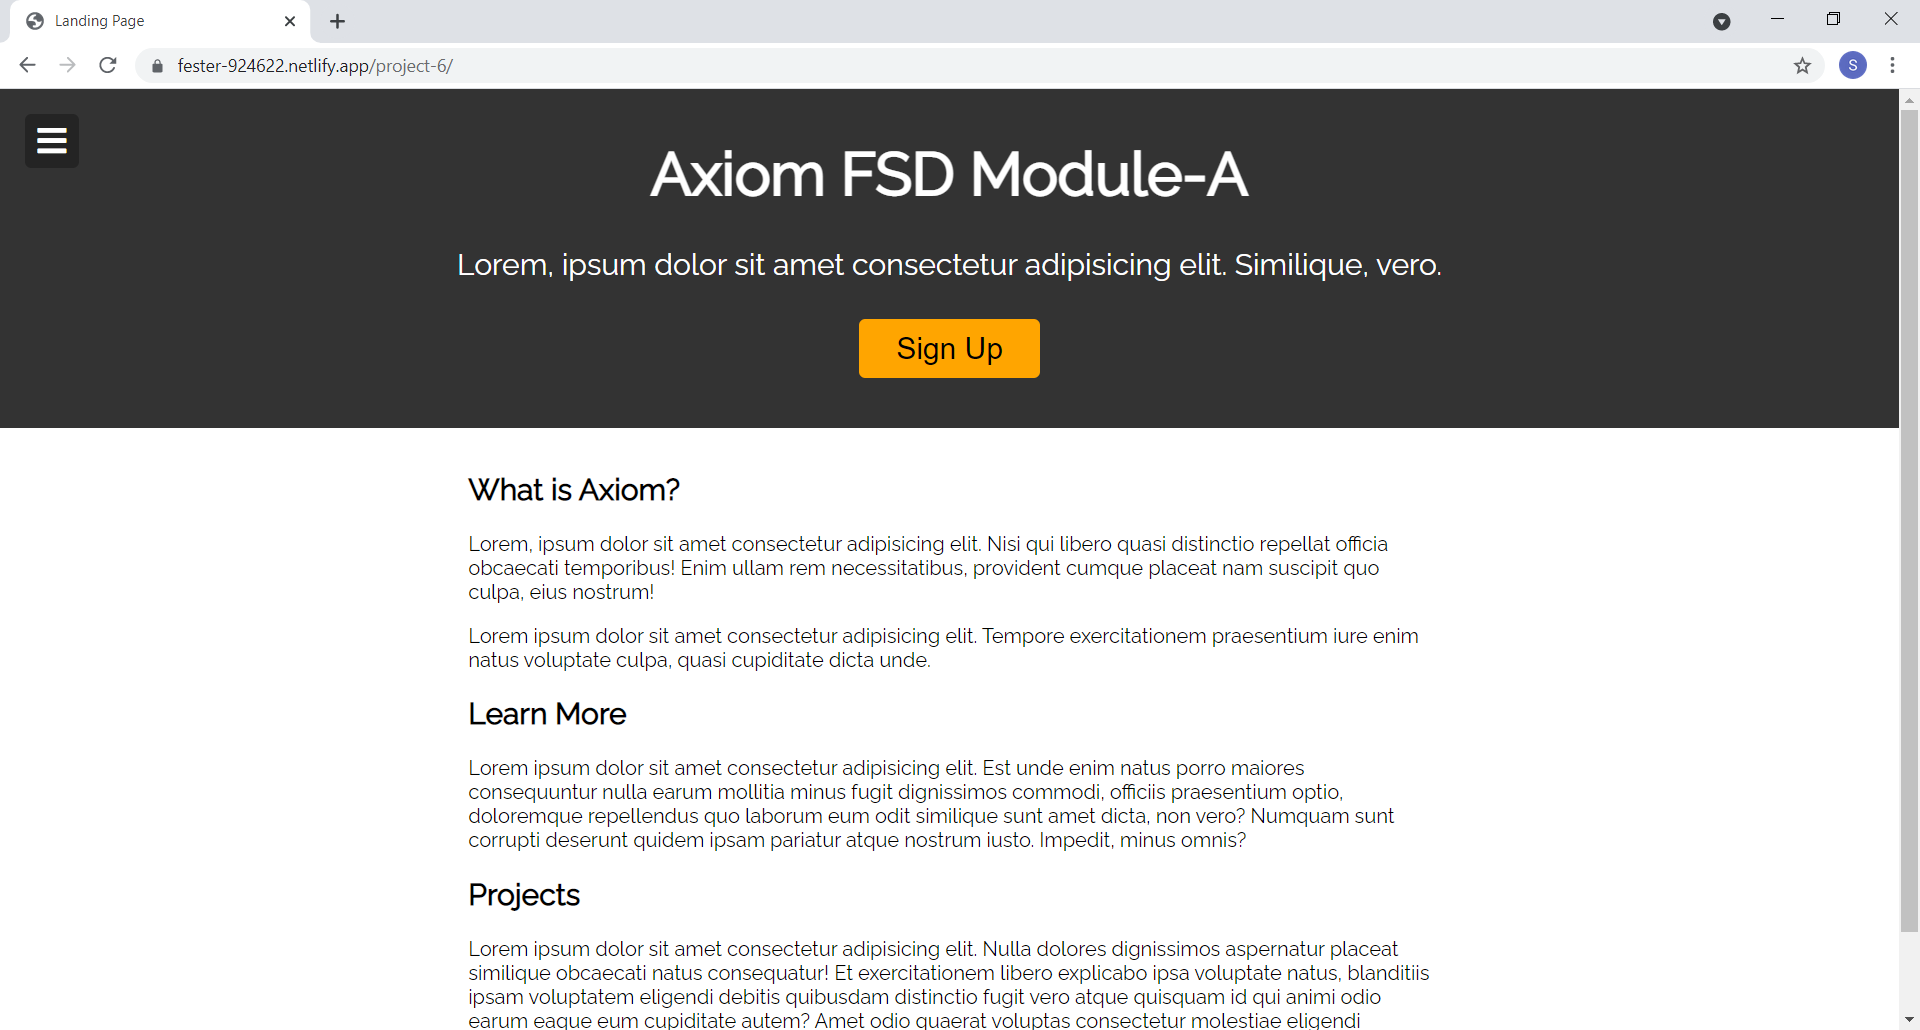 Landing Page
fester-924622.netlify.app/project-6/
S
Axiom FSD Module-A
Lorem, ipsum dolor sit amet consectetur adipisicing elit. Similique, vero.
Sign Up
What is Axiom?
Lorem, ipsum dolor sit amet consectetur adipisicing elit. Nisi qui libero quasi distinctio repellat officia
obcaecati temporibus! Enim ullam rem necessitatibus, provident cumque placeat nam suscipit quo
culpa, eius nostrum!
Lorem ipsum dolor sit amet consectetur adipisicing elit. Tempore exercitationem praesentium iure enim
natus voluptate culpa, quasi cupiditate dicta unde.
Learn More
Lorem ipsum dolor sit amet consectetur adipisicing elit. Est unde enim natus porro maiores
consequuntur nulla earum mollitia minus fugit dignissimos commodi, officiis praesentium optio,
doloremque repellendus quo laborum eum odit similique sunt amet dicta, non vero? Numquam sunt
corrupti deserunt quidem ipsam pariatur atque nostrum iusto. Impedit, minus omnis?
Projects
Lorem ipsum dolor sit amet consectetur adipisicing elit. Nulla dolores dignissimos aspernatur placeat
similique obcaecati natus consequatur! Et exercitationem libero explicabo ipsa voluptate natus, blanditiis
ipsam voluptatem eligendi debitis quibusdam distinctio fugit vero atque quisquam id qui animi odio
earum eaque eum cupiditate autem? Amet odio quaerat voluptas consectetur molestiae eligendi